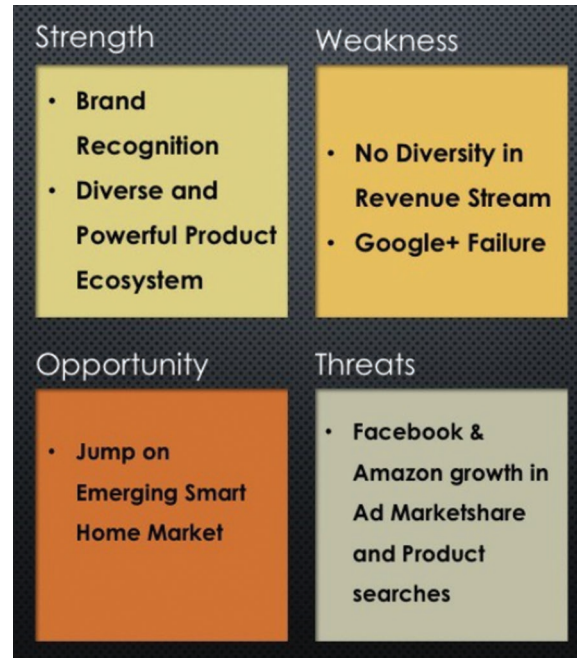 Strength
• Brand
Recognition
• Diverse and
Powerful Product
Ecosystem
Weakness
• No Diversity in
Revenue Stream
• Google+ Failure
Opportunity
• Jump on
Emerging Smart
Home Market
Threats
• Facebook &
Amazon growth in
Ad Marketshare
and Product
searches